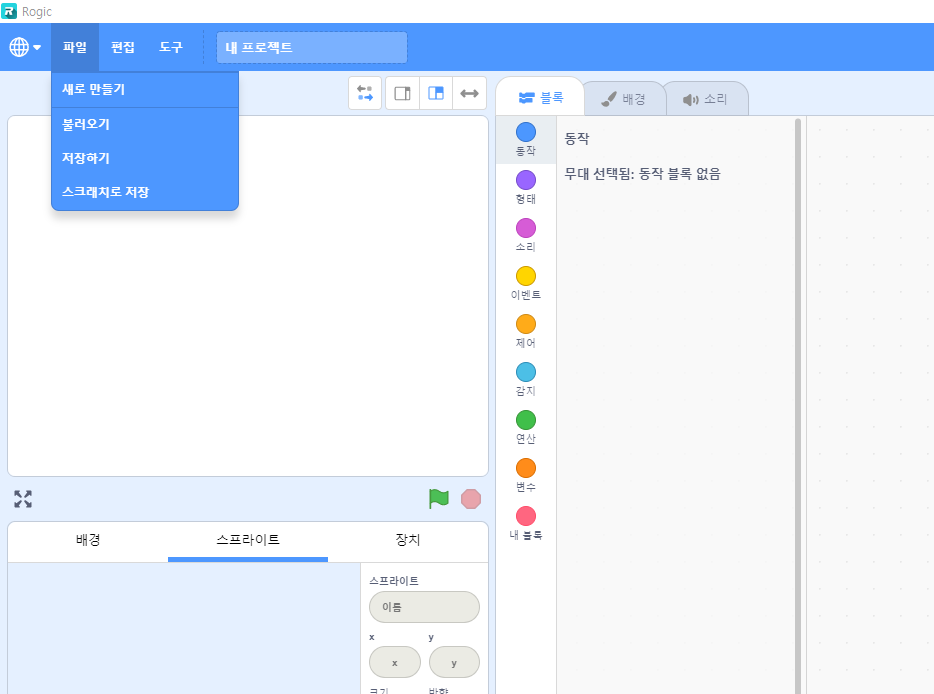 Rogic
파일 편집 도구 내 프로젝트
새로 만들기
불러오기
저장하기
스크래치로 저장
블록 배경 소리
동작
형태
소리
이벤트
제어
감지
연산
변수
내 블록
동작
무대 선택됨: 동작 블록 없음
배경 스프라이트 장치
스프라이트
이름
x y
x y
크기 방향